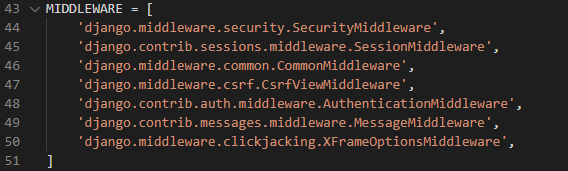 43 MIDDLEWARE = [
44 'django.middleware.security.SecurityMiddleware',
45 'django.contrib.sessions.middleware.SessionMiddleware',
46 'django.middleware.common.CommonMiddleware',
47 'django.middleware.csrf.CsrfViewMiddleware',
48 'django.contrib.auth.middleware.AuthenticationMiddleware',
49 'django.contrib.messages.middleware.MessageMiddleware',
50 'django.middleware.clickjacking.XFrameOptionsMiddleware',
51 ]